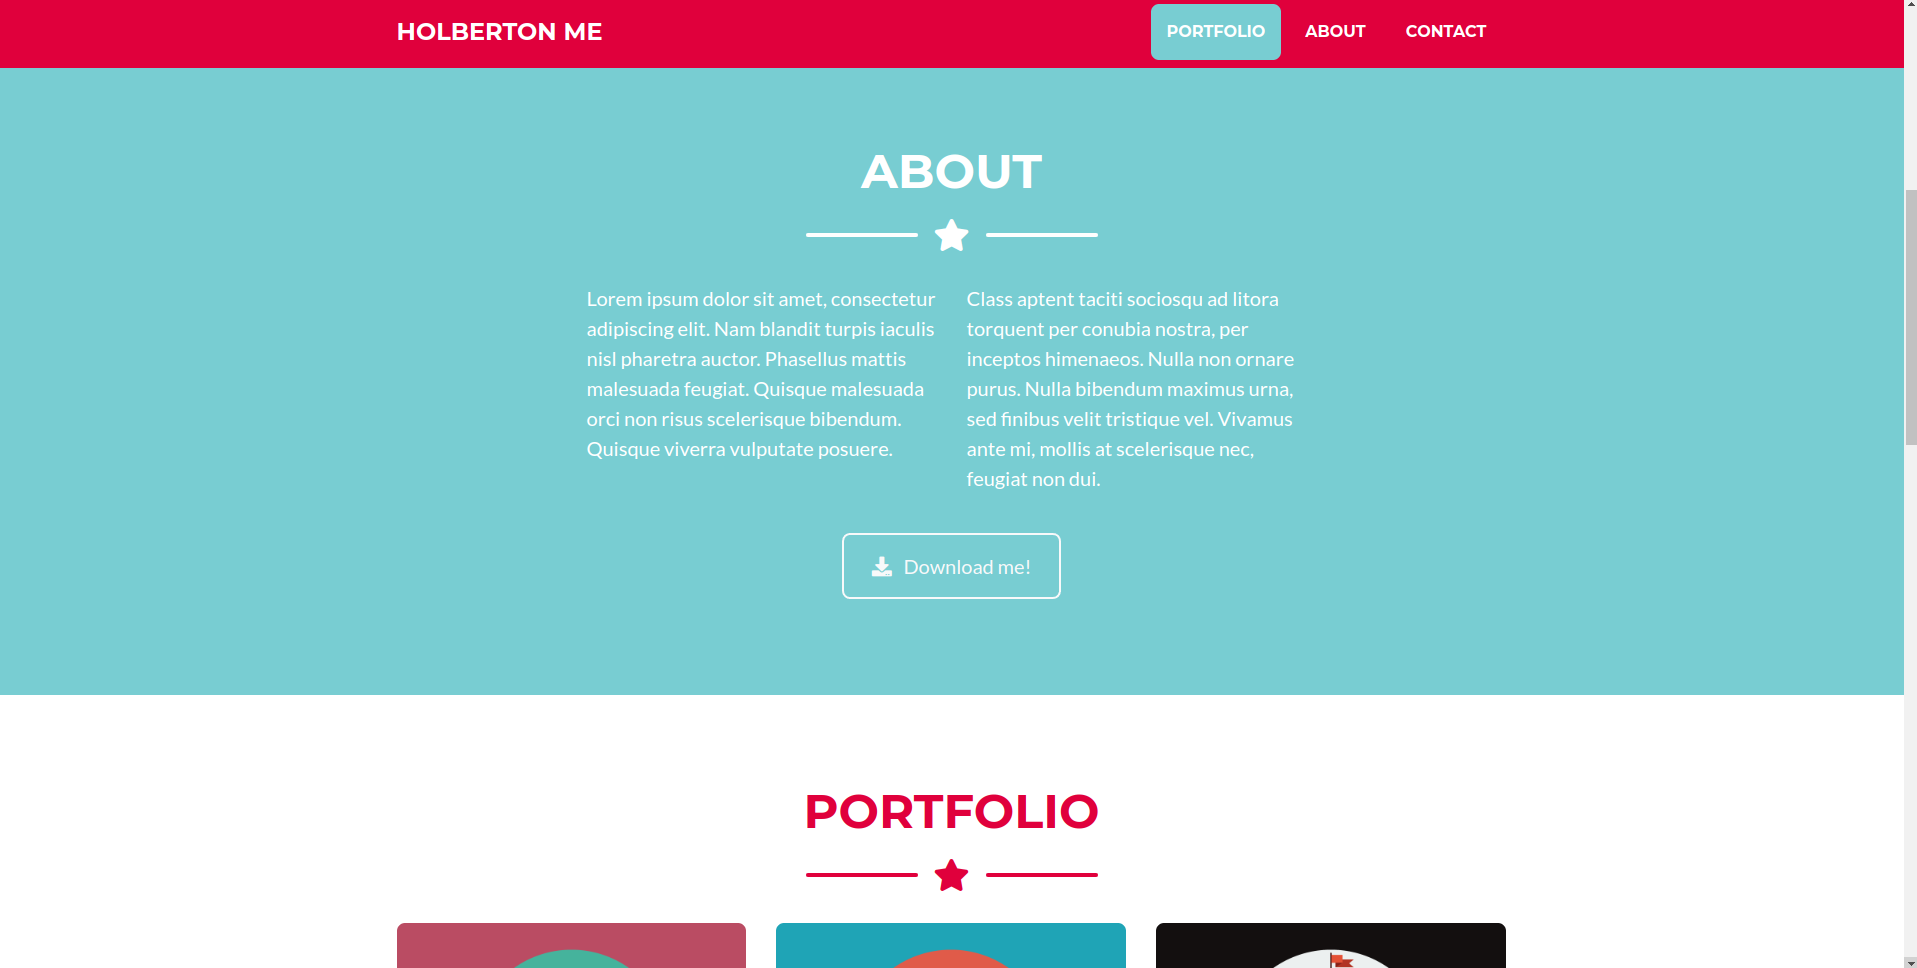 HOLBERTON ME
PORTFOLIO
ABOUT
CONTACT
ABOUT
Lorem ipsum dolor sit amet, consectetur
adipiscing elit. Nam blandit turpis iaculis
nisl pharetra auctor. Phasellus mattis
malesuada feugiat. Quisque malesuada
orci non risus scelerisque bibendum.
Quisque viverra vulputate posuere.
Class aptent taciti sociosqu ad litora
torquent per conubia nostra, per
inceptos himenaeos. Nulla non ornare
purus. Nulla bibendum maximus urna,
sed finibus velit tristique vel. Vivamus
ante mi, mollis at scelerisque nec,
feugiat non dui.
Download me!
PORTFOLIO